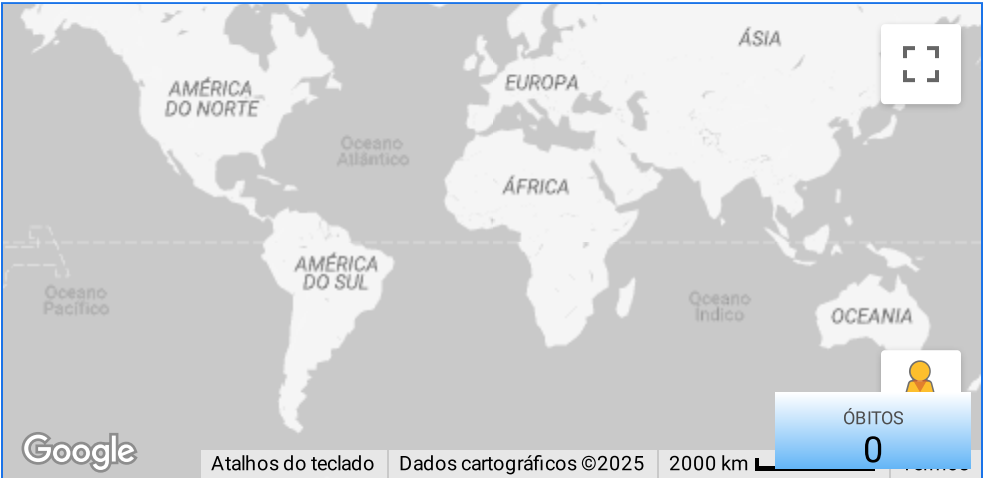 ÁSIA
EUROPA
AMÉRICA
DO NORTE
Oceano
Atlântico
ÁFRICA
AMÉRICA
DO SUL
Oceano
Pacífico
Oceano
Índico
OCEANIA
ÓBITOS
0
Google
Atalhos do teclado
Dados cartográficos ©2025
2000 km